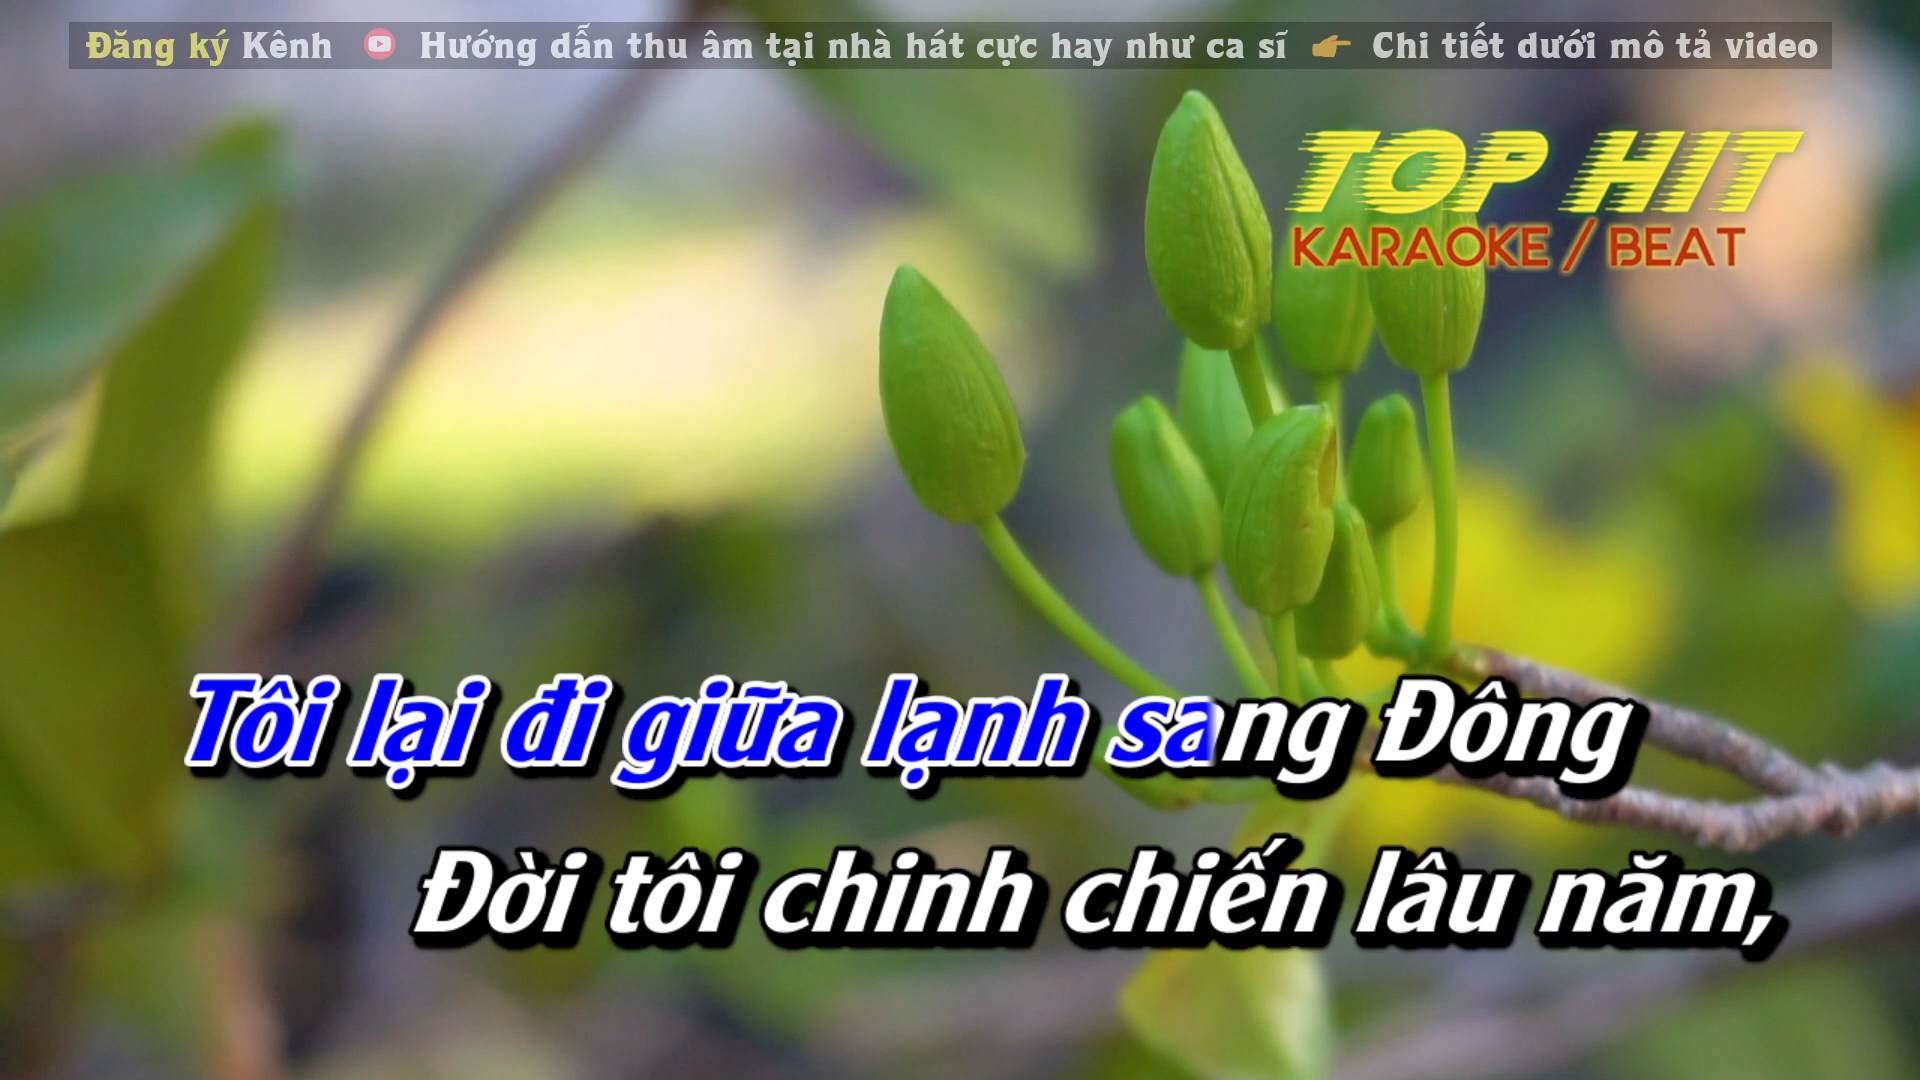 Đăng ký Kênh Hướng dẫn thu âm tại nhà hát cực hay như ca sĩ Chi tiết dưới mô tả video
TOP HIT
KARAOKE / BEAT
Tôi lại đi giữa lạnh sang Đông
Đời tôi chinh chiến lâu năm,